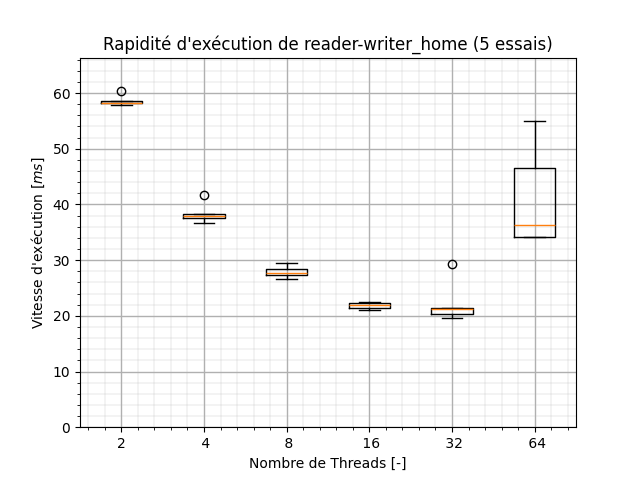 Rapidité d'exécution de reader-writer_home (5 essais)
Vitesse d'exécution [ms]
60
50
40
30
20
10
0
2 4 8 16 32 64
Nombre de Threads [-]